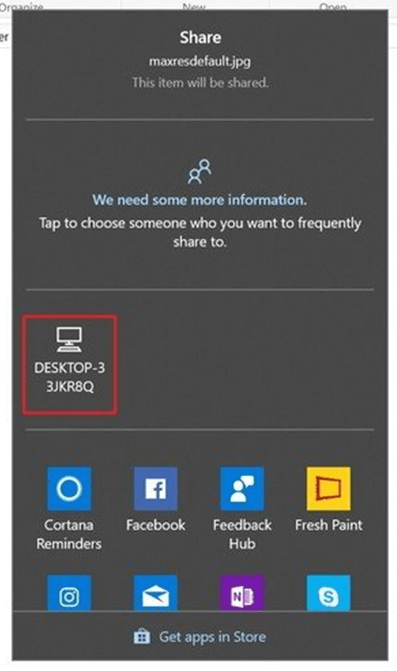 Organize New Open
er
Share
maxresdefault.jpg
This item will be shared.
We need some more information.
Tap to choose someone who you want to frequently
share to.
DESKTOP-3
3JKR8Q
Cortana Facebook Feedback Fresh Paint
Reminders Hub
Get apps in Store